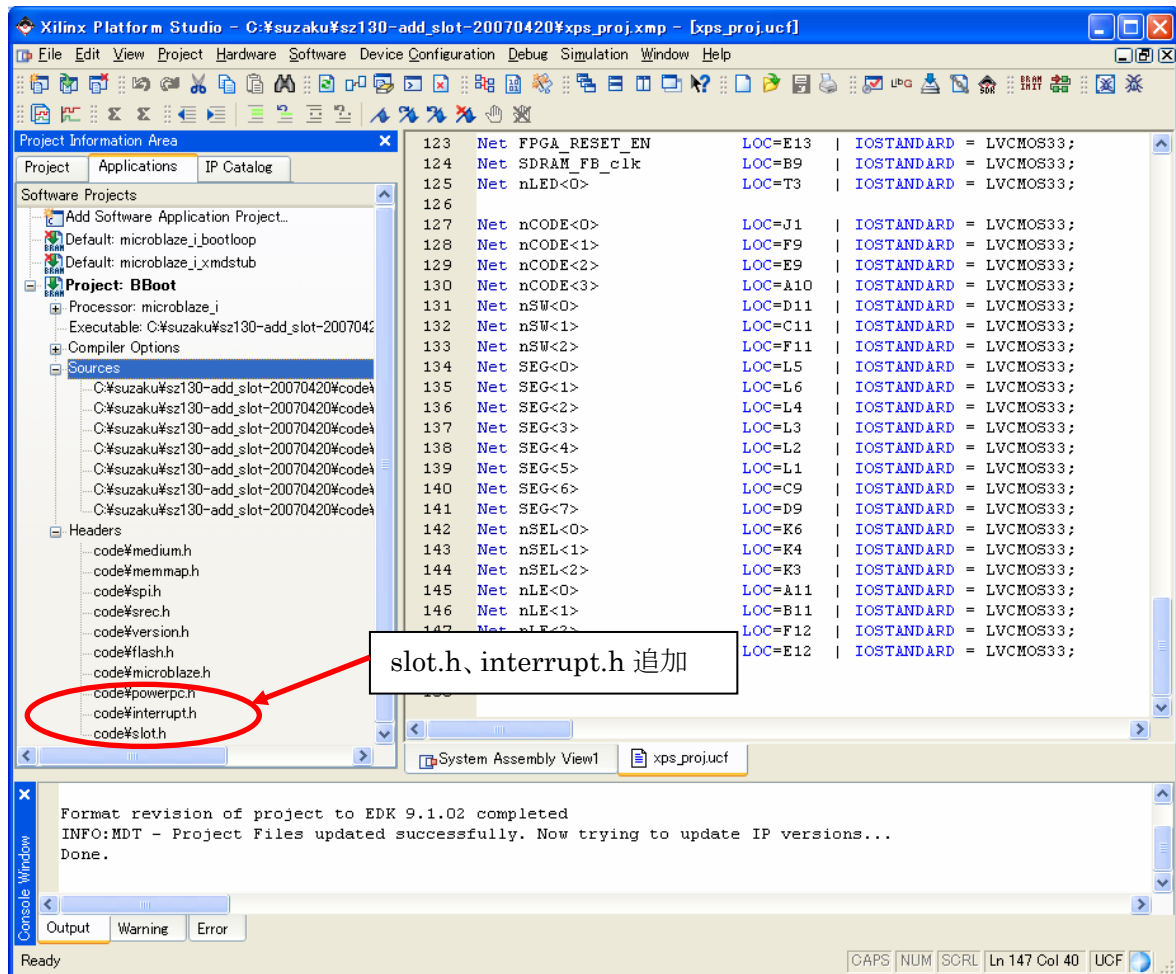 Xilinx Platform Studio - C:¥suzaku¥sz130-add_slot-20070420¥xps_proj.xmp - [xps_proj.ucf]
File Edit View Project Hardware Software Device Configuration Debug Simulation Window Help
Project Information Area
Project Applications IP Catalog
Software Projects
Add Software Application Project...
Default: microblaze_i_bootloop
Default: microblaze_i_xmdstub
Project: BBoot
Processor: microblaze_i
Executable: C:¥suzaku¥sz130-add_slot-2007042
Compiler Options
Sources
C:¥suzaku¥sz130-add_slot-20070420¥code¥
C:¥suzaku¥sz130-add_slot-20070420¥code¥
C:¥suzaku¥sz130-add_slot-20070420¥code¥
C:¥suzaku¥sz130-add_slot-20070420¥code¥
C:¥suzaku¥sz130-add_slot-20070420¥code¥
C:¥suzaku¥sz130-add_slot-20070420¥code¥
C:¥suzaku¥sz130-add_slot-20070420¥code¥
Headers
code¥medium.h
code¥memmap.h
code¥spi.h
code¥srec.h
code¥version.h
code¥flash.h
code¥microblaze.h
code¥powerpc.h
code¥interrupt.h
code¥slot.h
123 Net FPGA_RESET_EN LOC=E13 | IOSTANDARD = LVCMOS33;
124 Net SDRAM_FB_clk LOC=B9 | IOSTANDARD = LVCMOS33;
125 Net nLED<0> LOC=T3 | IOSTANDARD = LVCMOS33;
126
127 Net nCODE<0> LOC=J1 | IOSTANDARD = LVCMOS33;
128 Net nCODE<1> LOC=F9 | IOSTANDARD = LVCMOS33;
129 Net nCODE<2> LOC=E9 | IOSTANDARD = LVCMOS33;
130 Net nCODE<3> LOC=A10 | IOSTANDARD = LVCMOS33;
131 Net nSW<0> LOC=D11 | IOSTANDARD = LVCMOS33;
132 Net nSW<1> LOC=C11 | IOSTANDARD = LVCMOS33;
133 Net nSW<2> LOC=F11 | IOSTANDARD = LVCMOS33;
134 Net SEG<0> LOC=L5 | IOSTANDARD = LVCMOS33;
135 Net SEG<1> LOC=L6 | IOSTANDARD = LVCMOS33;
136 Net SEG<2> LOC=L4 | IOSTANDARD = LVCMOS33;
137 Net SEG<3> LOC=L3 | IOSTANDARD = LVCMOS33;
138 Net SEG<4> LOC=L2 | IOSTANDARD = LVCMOS33;
139 Net SEG<5> LOC=L1 | IOSTANDARD = LVCMOS33;
140 Net SEG<6> LOC=C9 | IOSTANDARD = LVCMOS33;
141 Net SEG<7> LOC=D9 | IOSTANDARD = LVCMOS33;
142 Net nSEL<0> LOC=K6 | IOSTANDARD = LVCMOS33;
143 Net nSEL<1> LOC=K4 | IOSTANDARD = LVCMOS33;
144 Net nSEL<2> LOC=K3 | IOSTANDARD = LVCMOS33;
145 Net nLE<0> LOC=A11 | IOSTANDARD = LVCMOS33;
146 Net nLE<1> LOC=B11 | IOSTANDARD = LVCMOS33;
147 Net nLE<2> LOC=F12 | IOSTANDARD = LVCMOS33;
LOC=E12 | IOSTANDARD = LVCMOS33;
slot.h、interrupt.h 追加
System Assembly View1 xps_proj.ucf
Console Window
Format revision of project to EDK 9.1.02 completed
INFO:MDT - Project Files updated successfully. Now trying to update IP versions...
Done.
Output Warning Error
Ready CAPS NUM SCRL Ln 147 Col 40 UCF